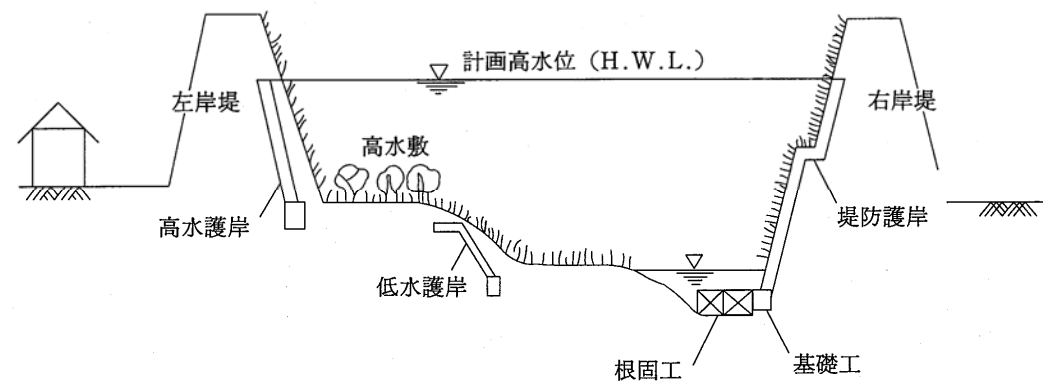 計画高水位(H.W.L.)
左岸堤
右岸堤
高水敷
高水護岸
堤防護岸
低水護岸
根固工
基礎工